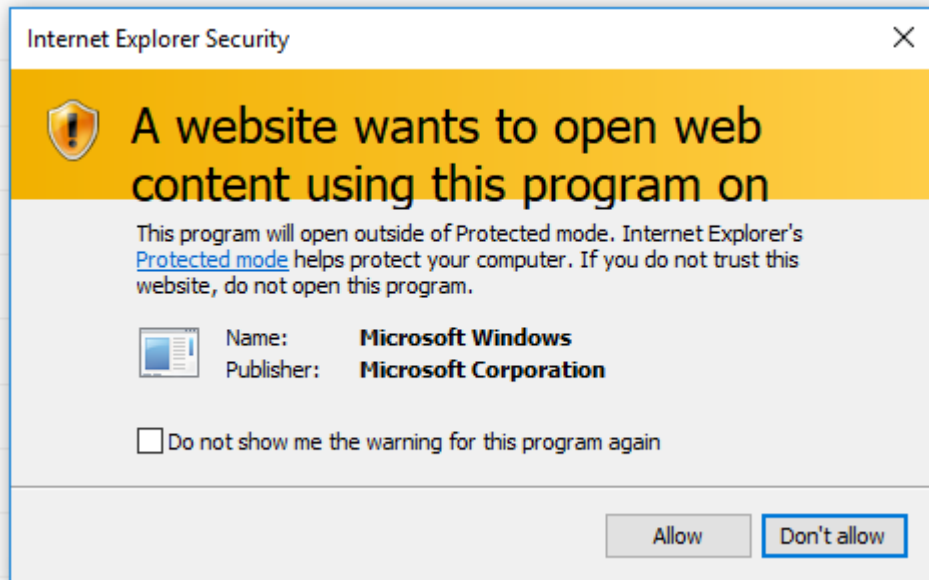 Internet Explorer Security
A website wants to open web
content using this program on
This program will open outside of Protected mode. Internet Explorer's
Protected mode helps protect your computer. If you do not trust this
website, do not open this program.
Name: Microsoft Windows
Publisher: Microsoft Corporation
Do not show me the warning for this program again
Allow Don't allow